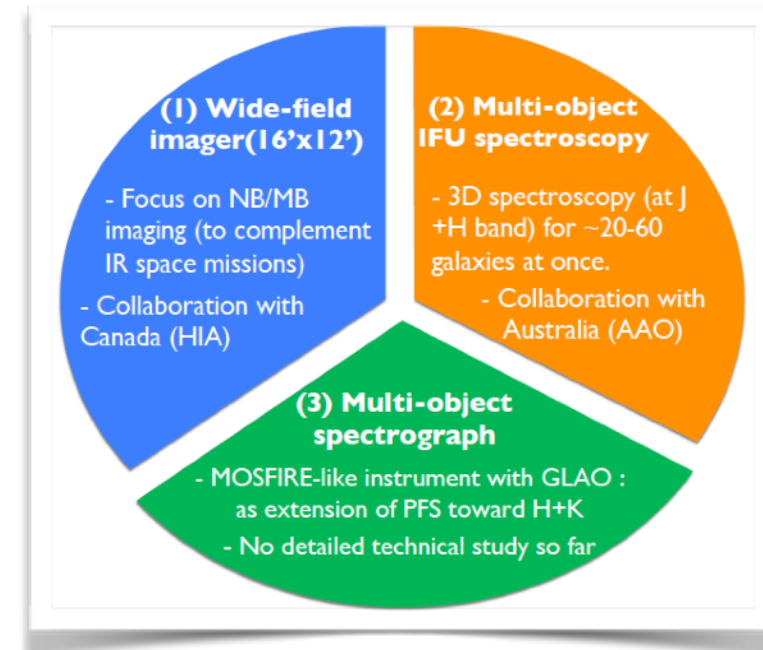 (1) Wide-field
imager(16'x12')
- Focus on NB/MB
imaging (to complement
IR space missions)
- Collaboration with
Canada (HIA)
(2) Multi-object
IFU spectroscopy
- 3D spectroscopy (at J
+H band) for ~20-60
galaxies at once.
- Collaboration with
Australia (AAO)
(3) Multi-object
spectrograph
- MOSFIRE-like instrument with GLAO :
as extension of PFS toward H+K
- No detailed technical study so far